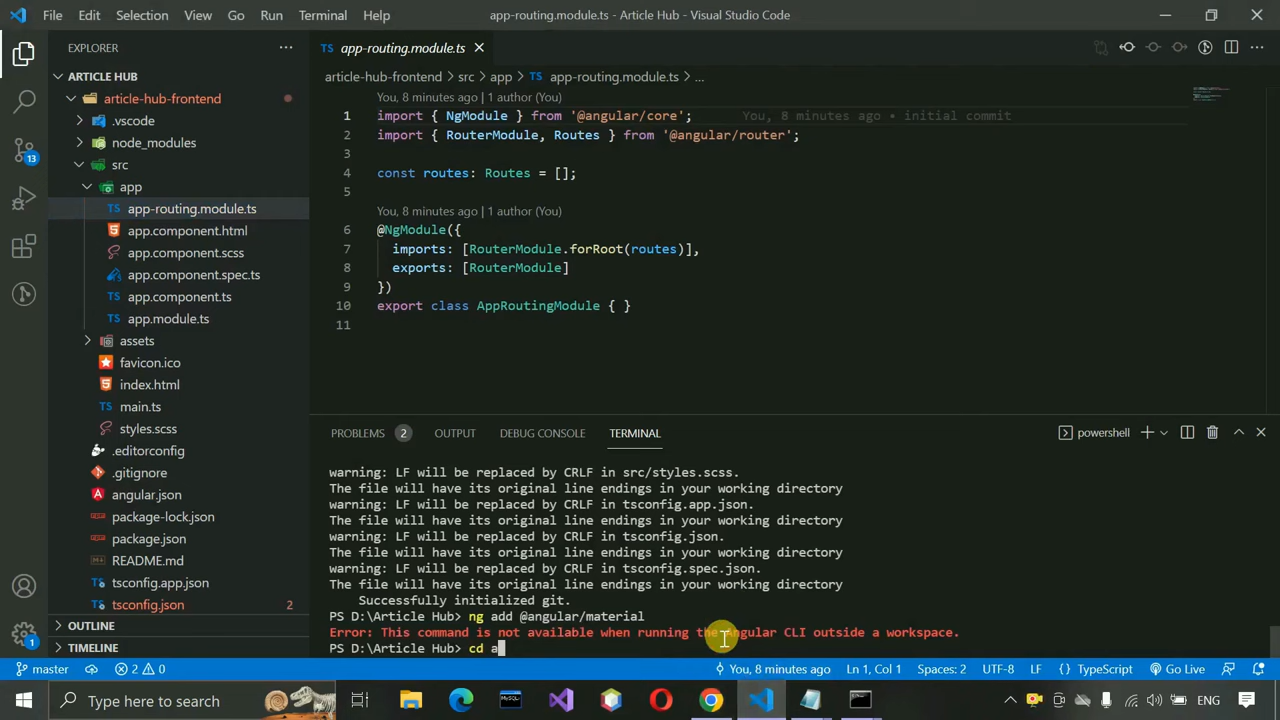 File Edit Selection View Go Run Terminal Help app-routing.module.ts - Article Hub - Visual Studio Code
EXPLORER
ARTICLE HUB
article-hub-frontend
.vscode
node_modules
src
app
app-routing.module.ts
app.component.html
app.component.scss
app.component.spec.ts
app.component.ts
app.module.ts
assets
favicon.ico
index.html
main.ts
styles.scss
.editorconfig
.gitignore
angular.json
package-lock.json
package.json
README.md
tsconfig.app.json
tsconfig.json 2
OUTLINE
TIMELINE
13
1
TS app-routing.module.ts
article-hub-frontend > src > app > TS app-routing.module.ts > ...
You, 8 minutes ago | 1 author (You)
1 import { NgModule } from '@angular/core'; You, 8 minutes ago • initial commit
2 import { RouterModule, Routes } from '@angular/router';
3
4 const routes: Routes = [];
5
You, 8 minutes ago | 1 author (You)
6 @NgModule({
7 imports: [RouterModule.forRoot(routes)],
8 exports: [RouterModule]
9 })
10 export class AppRoutingModule { }
11
PROBLEMS 2 OUTPUT DEBUG CONSOLE TERMINAL powershell
warning: LF will be replaced by CRLF in src/styles.scss.
The file will have its original line endings in your working directory
warning: LF will be replaced by CRLF in tsconfig.app.json.
The file will have its original line endings in your working directory
warning: LF will be replaced by CRLF in tsconfig.json.
The file will have its original line endings in your working directory
warning: LF will be replaced by CRLF in tsconfig.spec.json.
The file will have its original line endings in your working directory
Successfully initialized git.
PS D:\Article Hub> ng add @angular/material
Error: This command is not available when running the Angular CLI outside a workspace.
PS D:\Article Hub> cd a
master 2 0 You, 8 minutes ago Ln 1, Col 1 Spaces: 2 UTF-8 LF TypeScript Go Live
Type here to search MySQL ENG